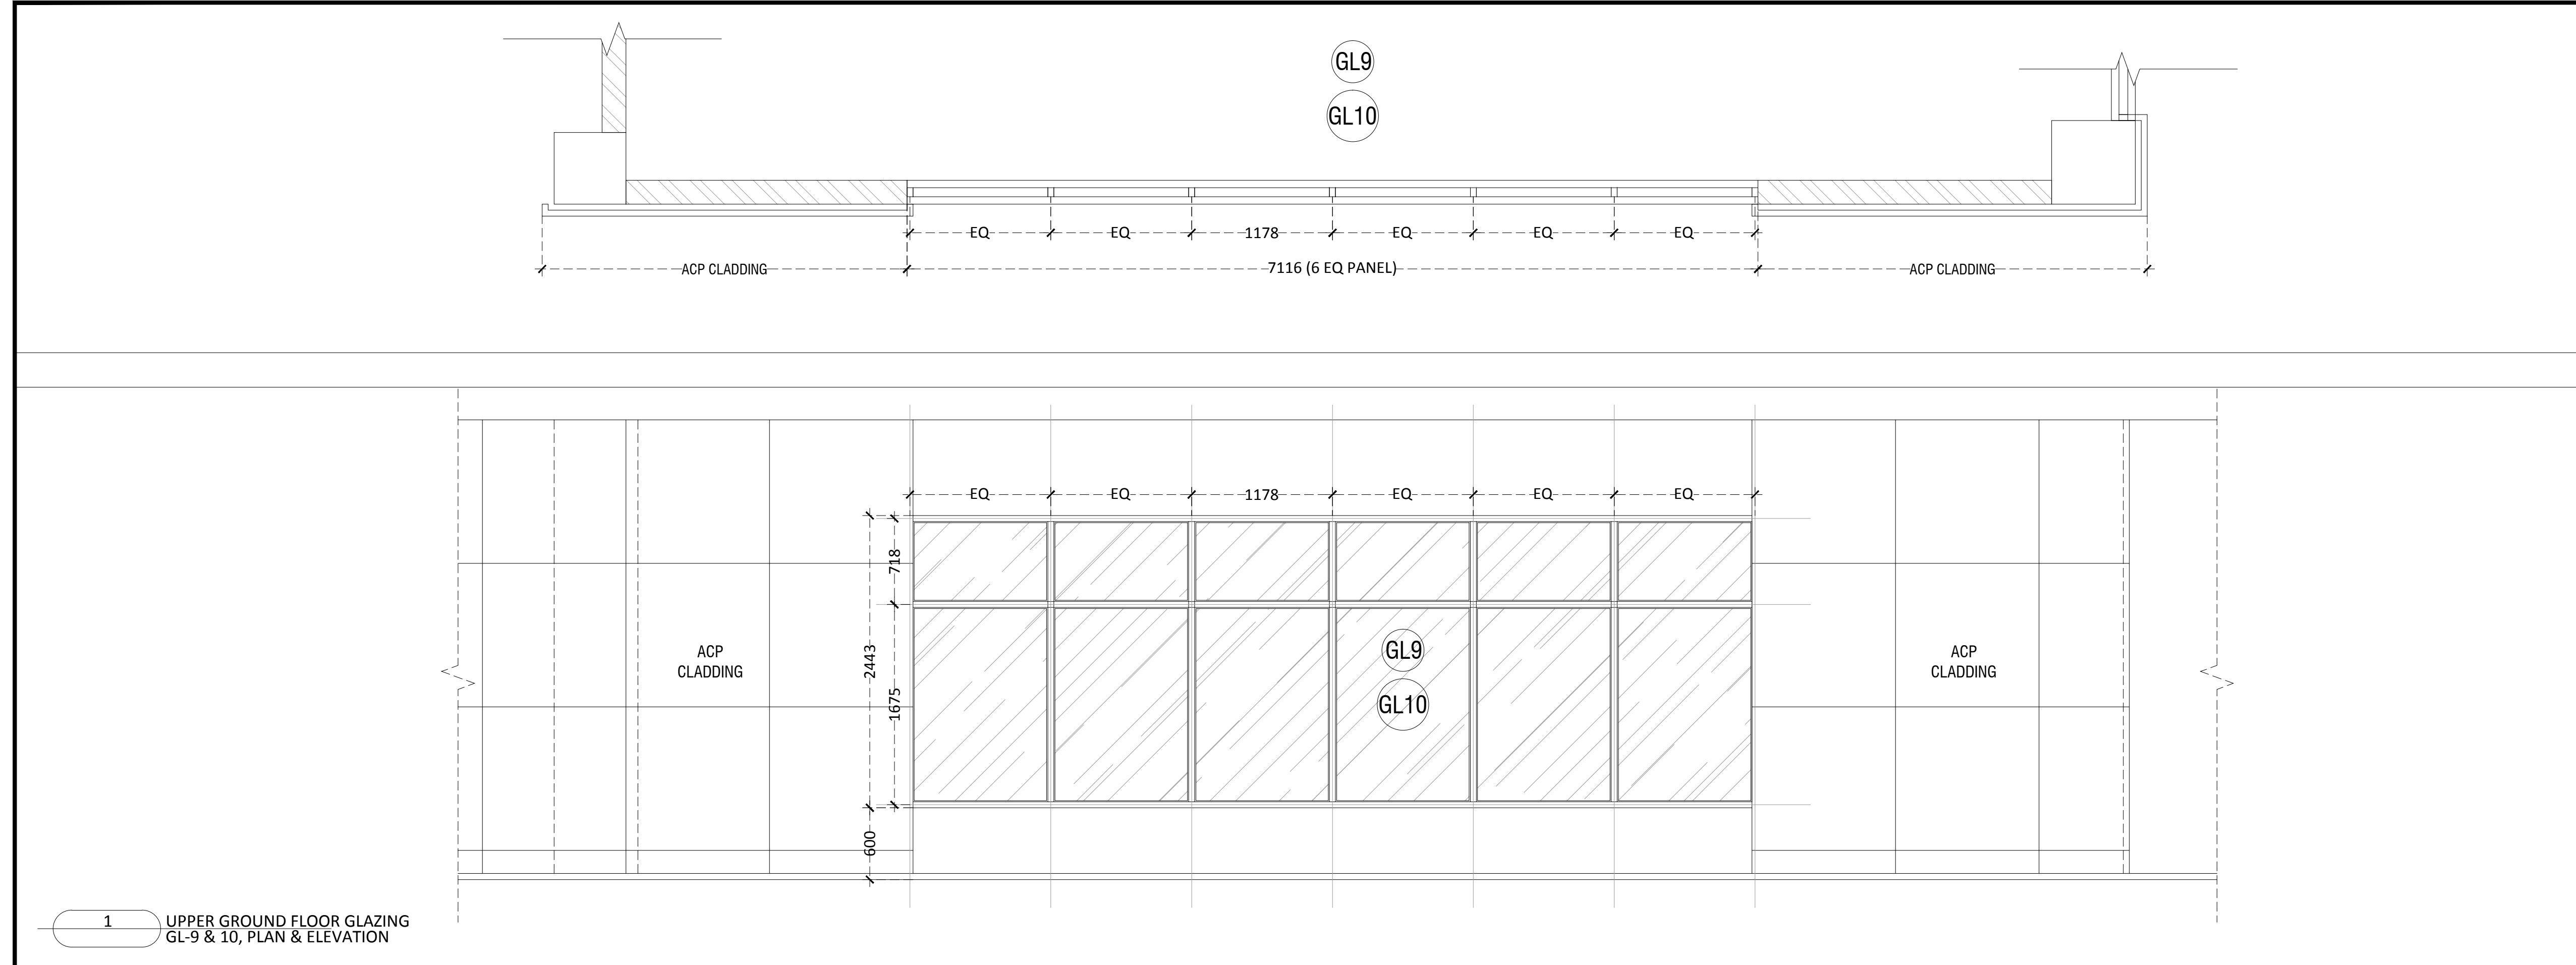 GL9
GL10
EQ EQ 1178 EQ EQ EQ
ACP CLADDING 7116 (6 EQ PANEL) ACP CLADDING
EQ EQ 1178 EQ EQ EQ
718
2443
1675
600
ACP
CLADDING
GL9
GL10
ACP
CLADDING
1
UPPER GROUND FLOOR GLAZING
GL-9 & 10, PLAN & ELEVATION